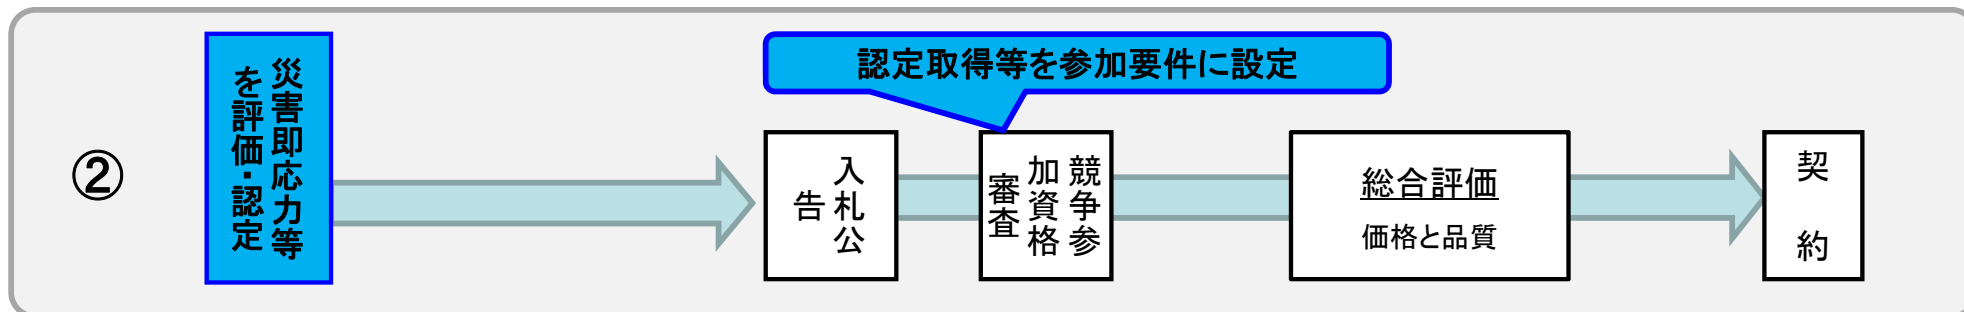 ②
災害即応力等
を評価・認定
認定取得等を参加要件に設定
入札公
告
競争参
加資格
審査
総合評価
価格と品質
契約